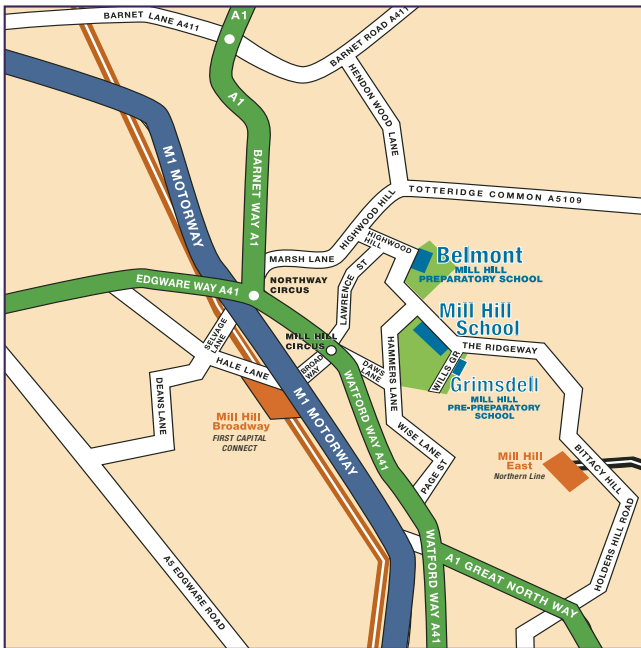 BARNET LANE A411
A1
BARNET ROAD A411
A1
HENDON WOOD LANE
M1 MOTORWAY
BARNET WAY A1
TOTTERIDGE COMMON A5109
HIGHWOOD HILL
HIGHWOOD
HILL
MARSH LANE
LAWRENCE ST
Belmont
MILL HILL
PREPARATORY SCHOOL
EDGWARE WAY A41
NORTHWAY
CIRCUS
Mill Hill
School
SELVAGE
LANE
MILL HILL
CIRCUS
THE RIDGEWAY
HALE LANE
BROAD
WAY
DAWS
LANE
HAMMERS LANE
WILLS GR
Grimsdell
MILL HILL
PRE-PREPARATORY
SCHOOL
DEANS LANE
Mill Hill
Broadway
FIRST CAPITAL
CONNECT
M1 MOTORWAY
WATFORD WAY A41
WISE LANE
PAGE ST
Mill Hill
East
Northern Line
BITTACY HILL
A5 EDGWARE ROAD
WATFORD WAY A41
A1 GREAT NORTH WAY
HOLDERS HILL ROAD